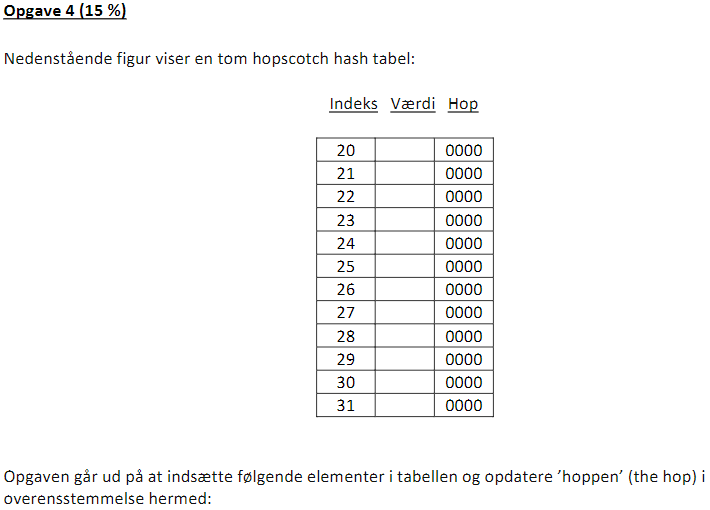 Opgave 4 (15 %)
Nedenstående figur viser en tom hopscotch hash tabel:
Indeks Værdi Hop
20 0000
21 0000
22 0000
23 0000
24 0000
25 0000
26 0000
27 0000
28 0000
29 0000
30 0000
31 0000
Opgaven går ud på at indsætte følgende elementer i tabellen og opdatere ’hoppen’ (the hop) i
overensstemmelse hermed: